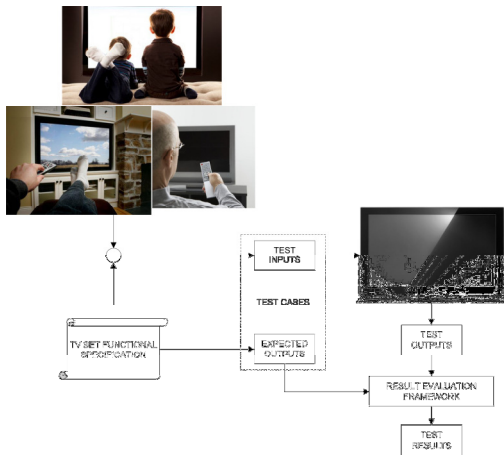 TEST
INPUTS
TEST CASES
EXPECTED
OUTPUTS
TV SET FUNCTIONAL
SPECIFICATION
TEST
OUTPUTS
RESULT EVALUATION
FRAMEWORK
TEST
RESULTS